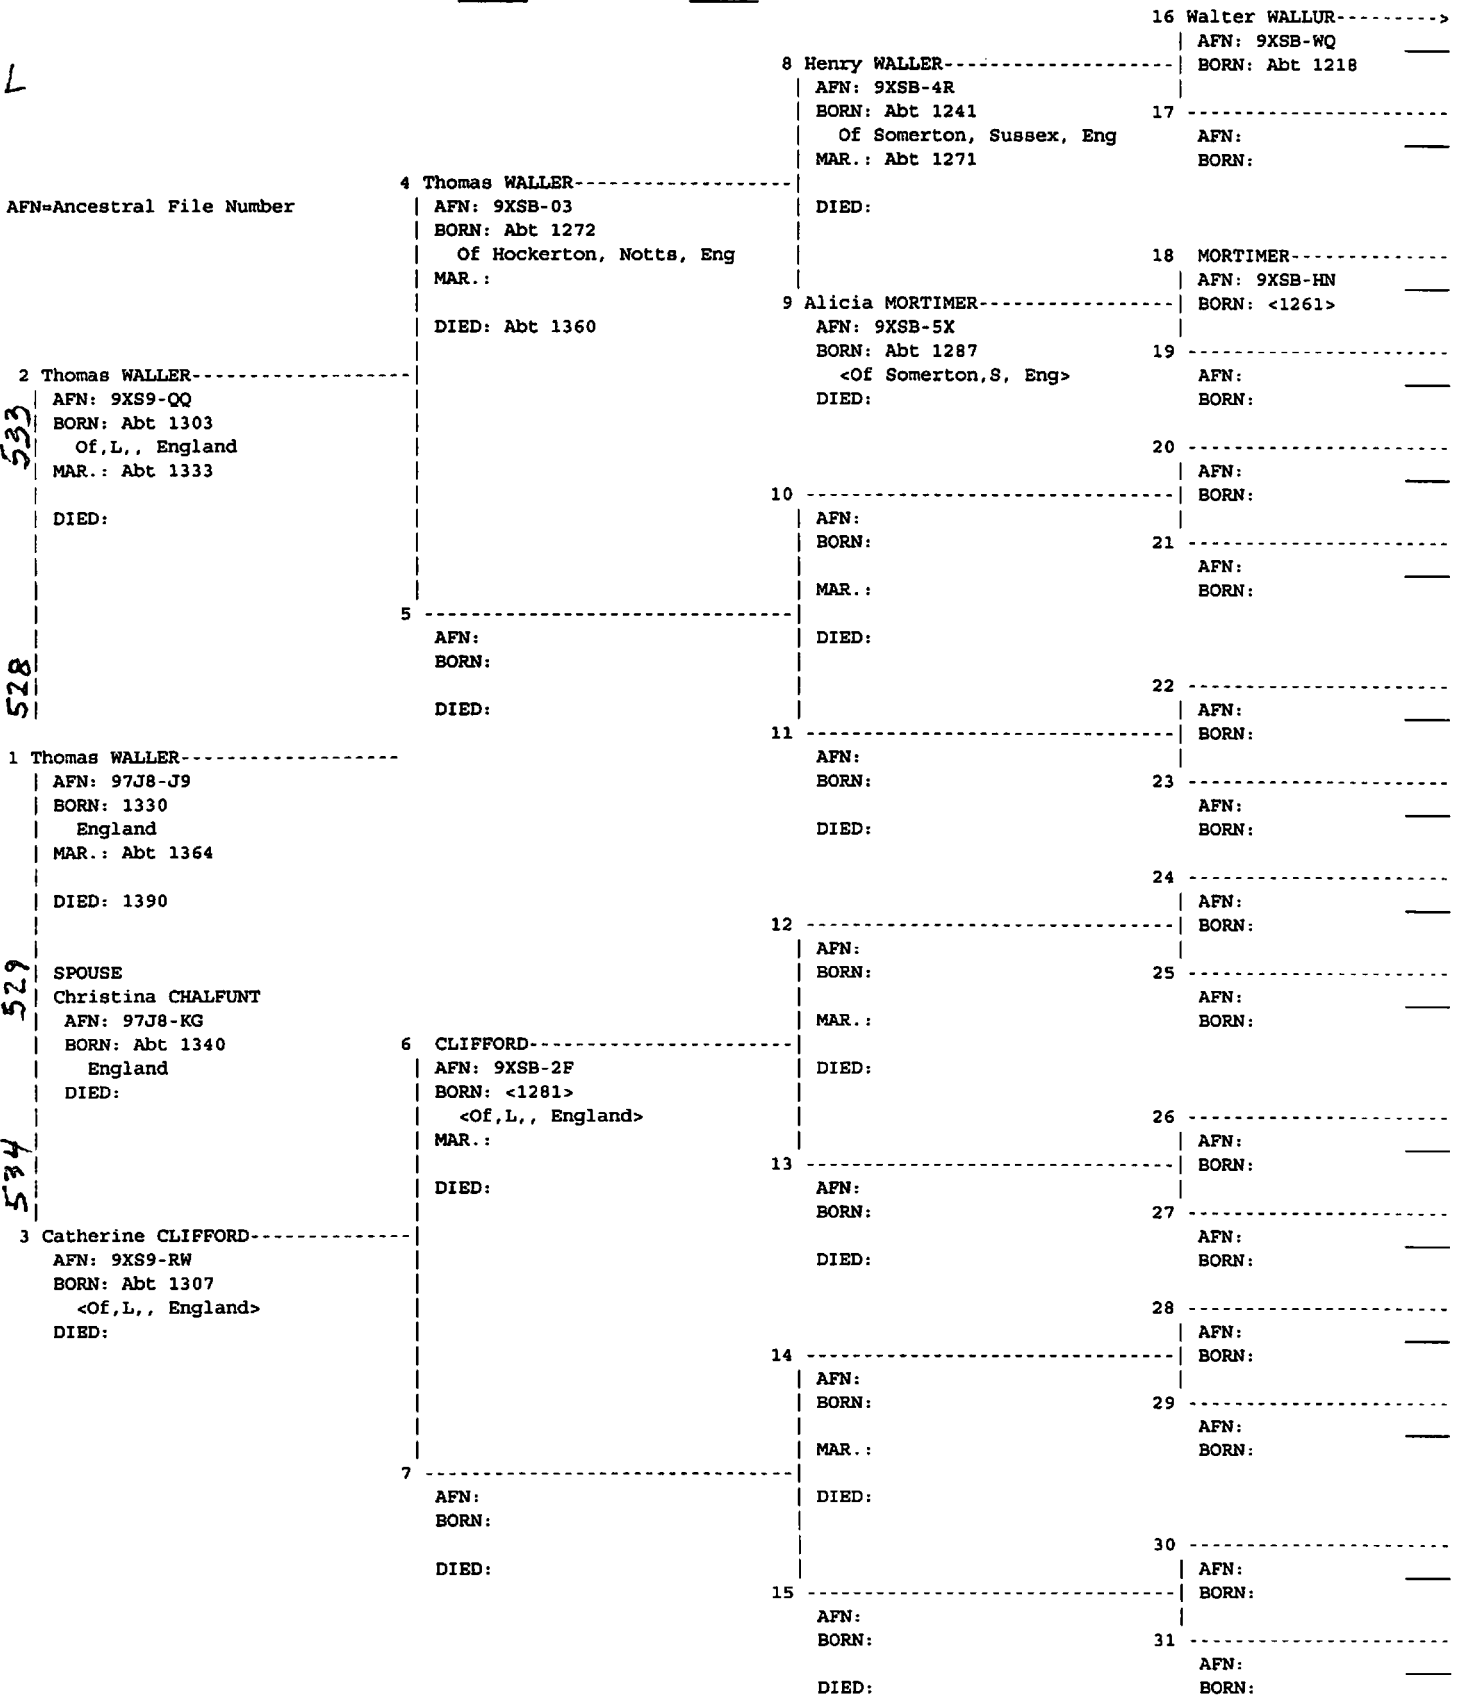 L
AFN=Ancestral File Number
533
528
529
534
1 Thomas WALLER
AFN: 97J8-J9
BORN: 1330
England
MAR.: Abt 1364
DIED: 1390
SPOUSE
Christina CHALFUNT
AFN: 97J8-KG
BORN: Abt 1340
England
DIED:
2 Thomas WALLER
AFN: 9XS9-QQ
BORN: Abt 1303
Of,L,, England
MAR.: Abt 1333
DIED:
3 Catherine CLIFFORD
AFN: 9XS9-RW
BORN: Abt 1307
<Of,L,, England>
DIED:
4 Thomas WALLER
AFN: 9XSB-03
BORN: Abt 1272
Of Hockerton, Notts, Eng
MAR.:
DIED: Abt 1360
5
AFN:
BORN:
DIED:
6 CLIFFORD
AFN: 9XSB-2F
BORN: <1281>
<Of,L,, England>
MAR.:
DIED:
7
AFN:
BORN:
DIED:
8 Henry WALLER
AFN: 9XSB-4R
BORN: Abt 1241
Of Somerton, Sussex, Eng
MAR.: Abt 1271
DIED:
9 Alicia MORTIMER
AFN: 9XSB-5X
BORN: Abt 1287
<Of Somerton,S, Eng>
DIED:
10
AFN:
BORN:
MAR.:
DIED:
11
AFN:
BORN:
DIED:
12
AFN:
BORN:
MAR.:
DIED:
13
AFN:
BORN:
DIED:
14
AFN:
BORN:
MAR.:
DIED:
15
AFN:
BORN:
DIED:
16 Walter WALLUR--------->
AFN: 9XSB-WQ
BORN: Abt 1218
17
AFN:
BORN:
18 MORTIMER
AFN: 9XSB-HN
BORN: <1261>
19
AFN:
BORN:
20
AFN:
BORN:
21
AFN:
BORN:
22
AFN:
BORN:
23
AFN:
BORN:
24
AFN:
BORN:
25
AFN:
BORN:
26
AFN:
BORN:
27
AFN:
BORN:
28
AFN:
BORN:
29
AFN:
BORN:
30
AFN:
BORN:
31
AFN:
BORN: